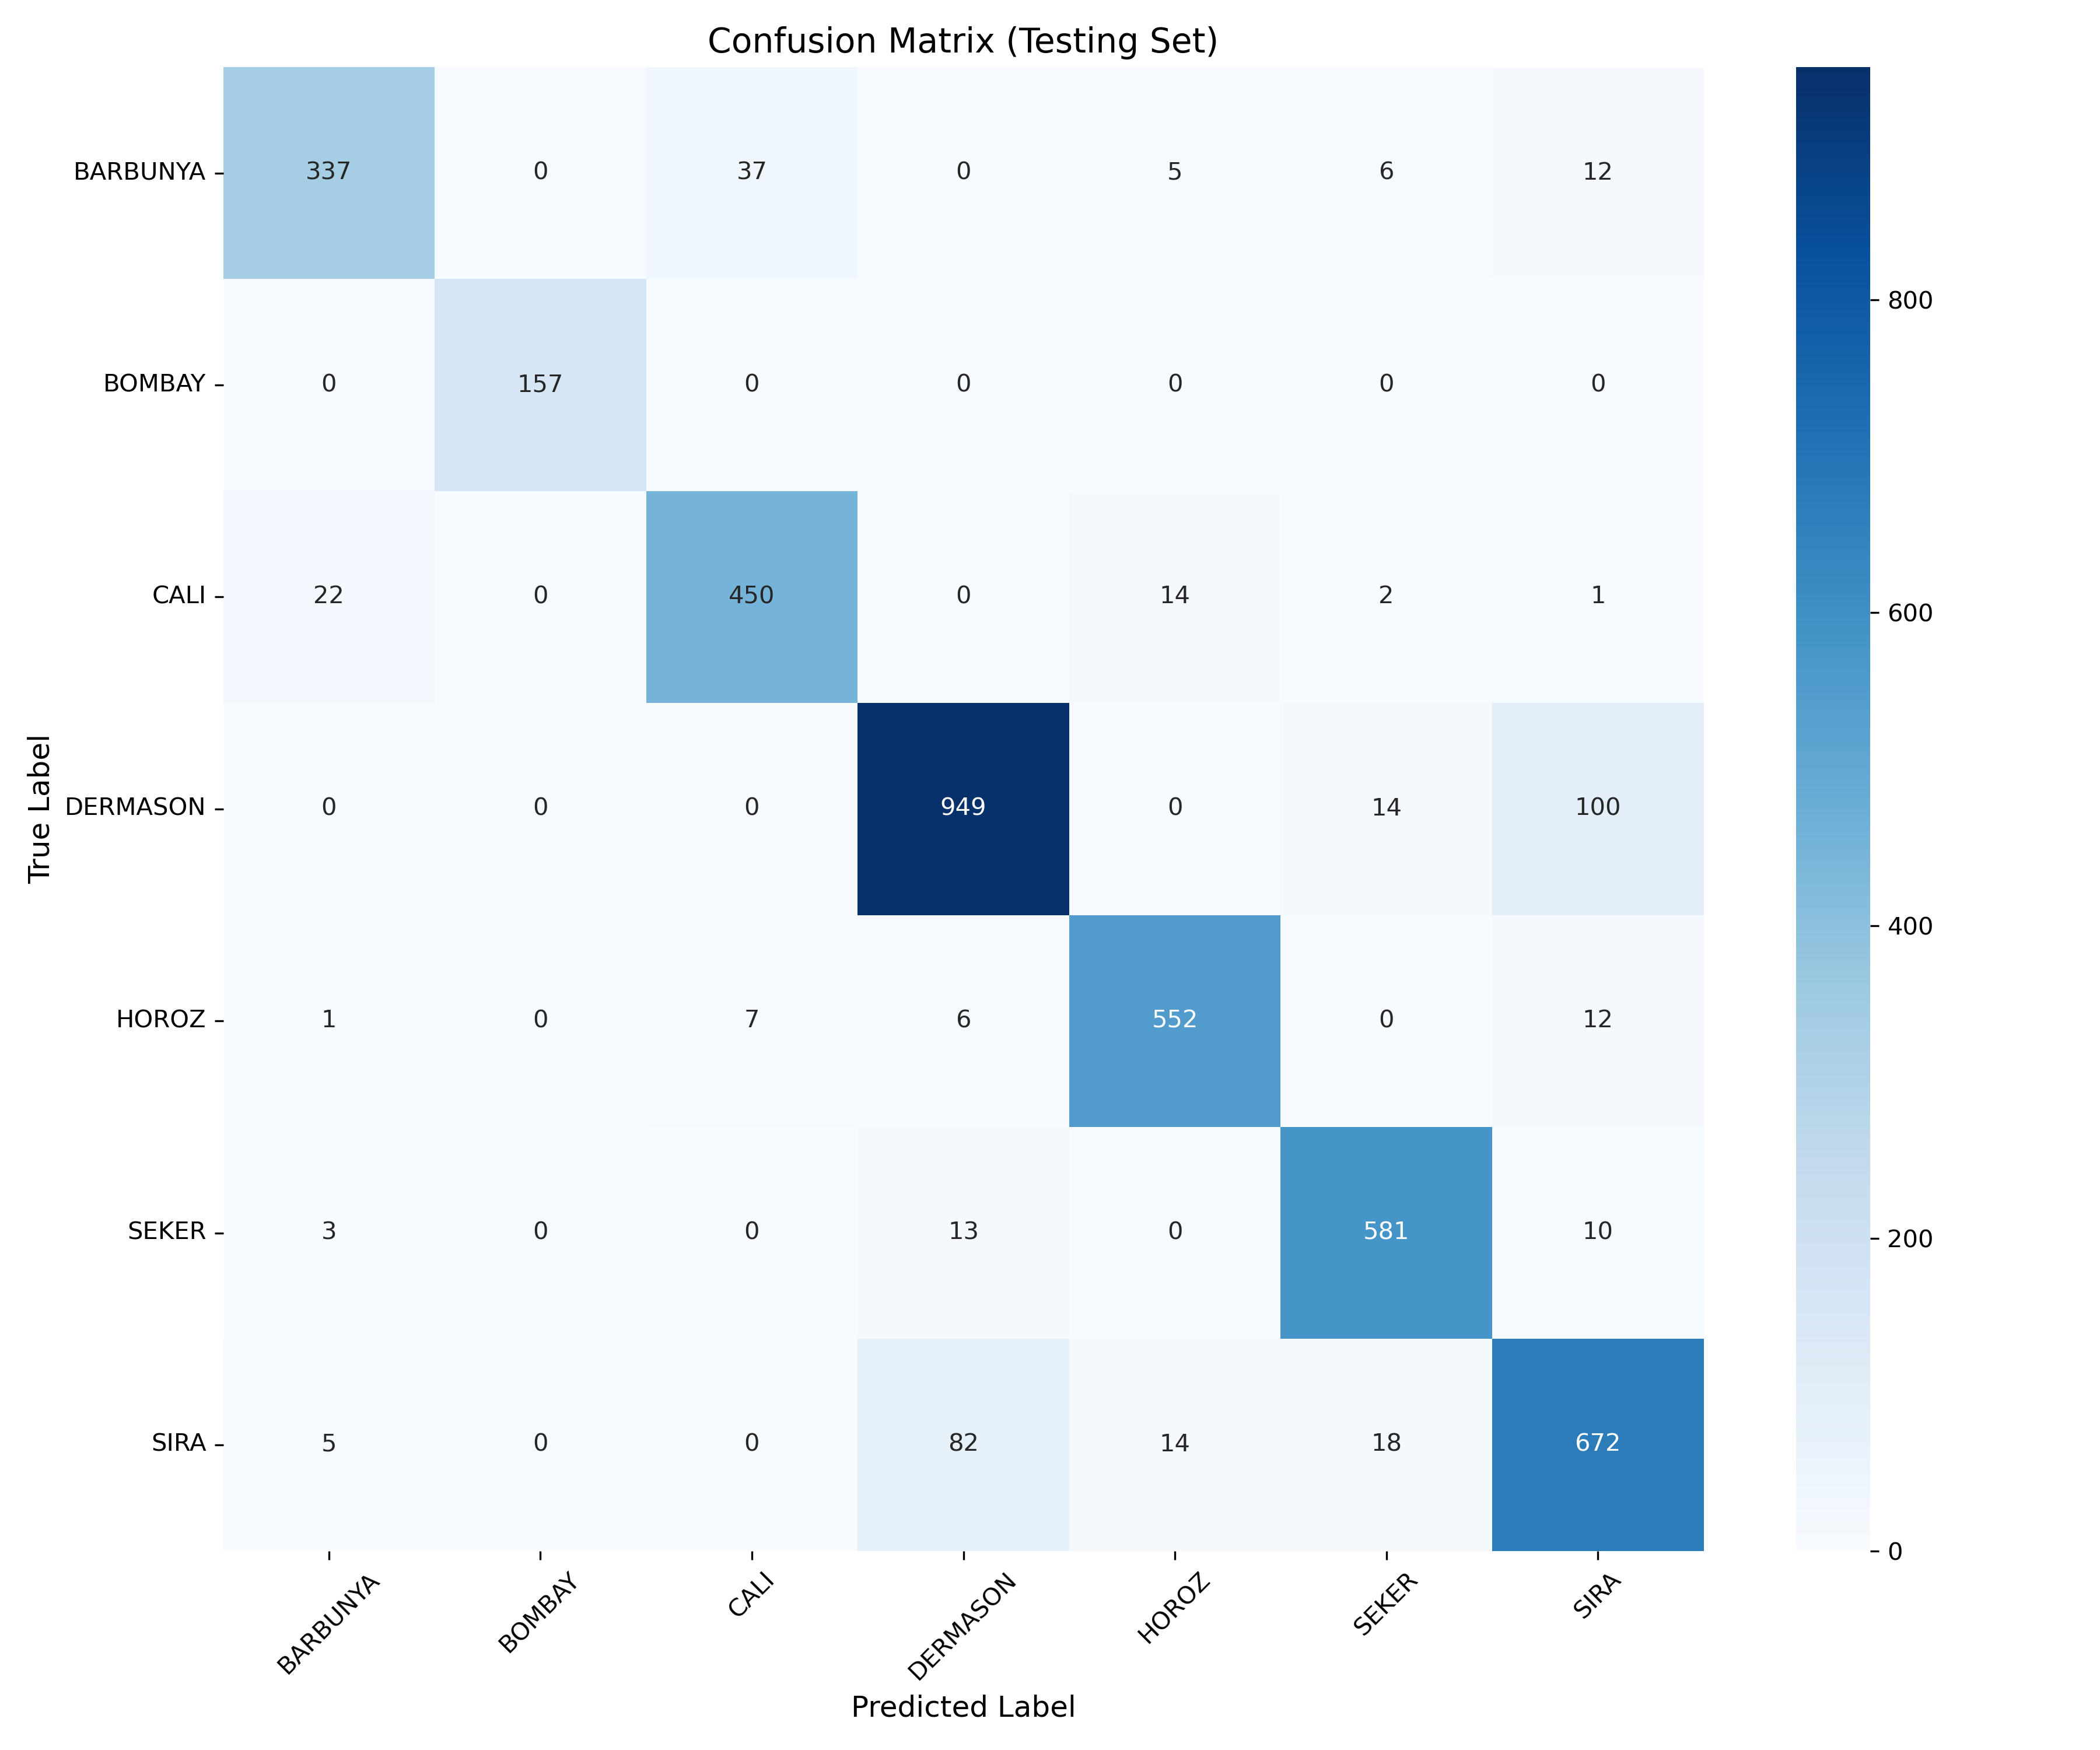 Confusion Matrix (Testing Set)
BARBUNYA 337 0 37 0 5 6 12
BOMBAY 0 157 0 0 0 0 0
CALI 22 0 450 0 14 2 1
DERMASON 0 0 0 949 0 14 100
HOROZ 1 0 7 6 552 0 12
SEKER 3 0 0 13 0 581 10
SIRA 5 0 0 82 14 18 672
True Label
BARBUNYA BOMBAY CALI DERMASON HOROZ SEKER SIRA
Predicted Label
800
600
400
200
0